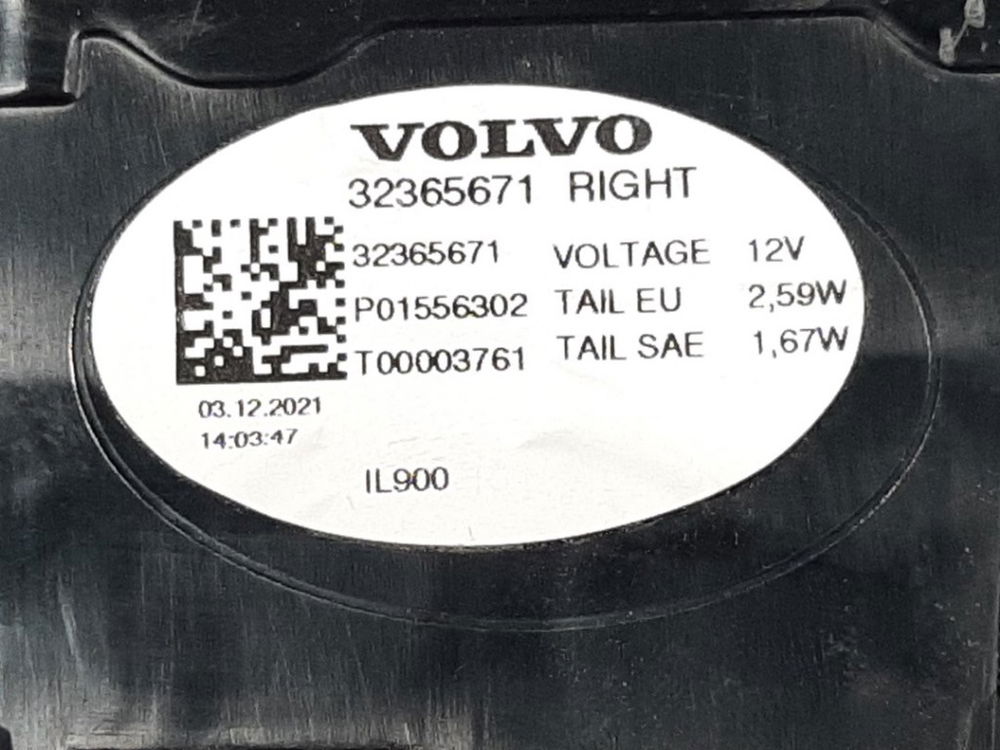 VOLVO
32365671 RIGHT
32365671 VOLTAGE 12V
P01556302 TAIL EU 2,59W
T00003761 TAIL SAE 1,67W
03.12.2021
14:03:47
IL900